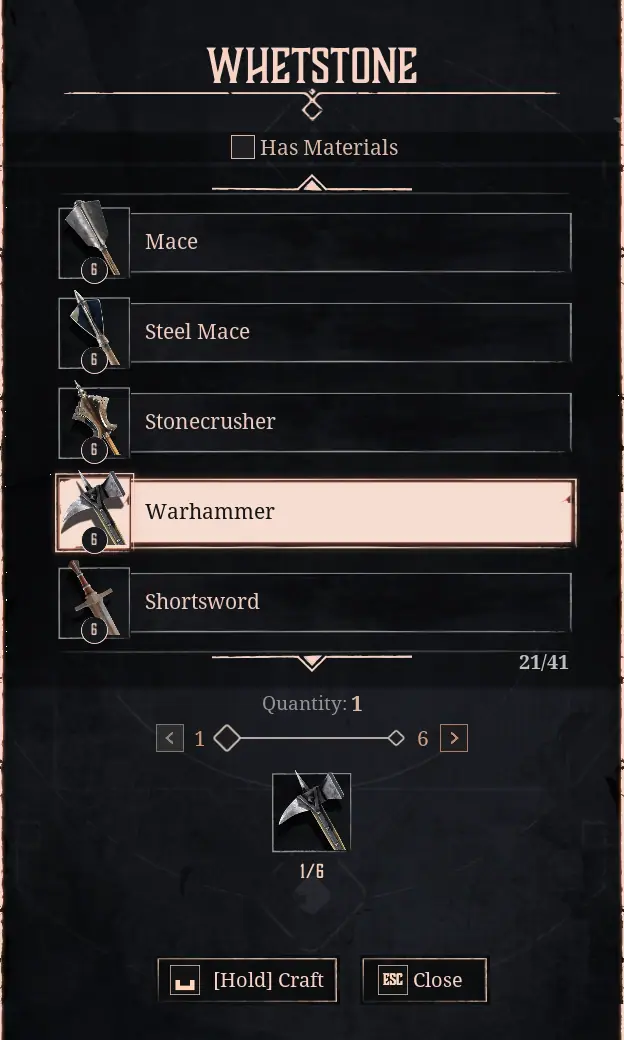 WHETSTONE
Has Materials
Mace
6
Steel Mace
6
Stonecrusher
6
Warhammer
6
Shortsword
6
21/41
Quantity: 1
< 1 6 >
1/6
[Hold] Craft
ESC Close